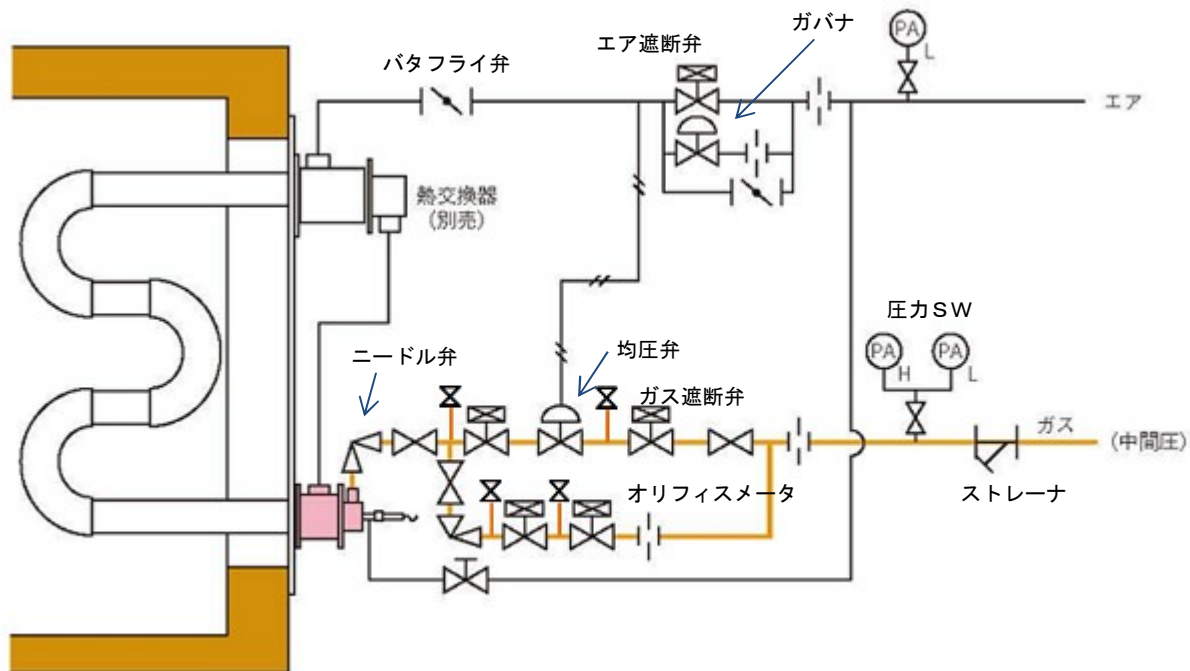 ガバナ
エア遮断弁
PA
L
バタフライ弁
エア
熱交換器
(別売)
圧力SW
ニードル弁
均圧弁
PA
H
PA
L
ガス遮断弁
ガス
(中間圧)
オリフィスメータ
ストレーナ